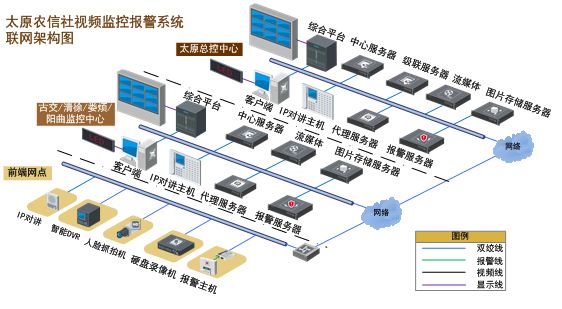 太原农信社视频监控报警系统
联网架构图
太原总控中心
综合平台
中心服务器
级联服务器
流媒体
图片存储服务器
客户端
IP对讲主机
代理服务器
报警服务器
网络
古交/清徐/娄烦/
阳曲监控中心
综合平台
中心服务器
流媒体
图片存储服务器
客户端
IP对讲主机
代理服务器
报警服务器
网络
前端网点
IP对讲
智能DVR
人脸抓拍机
硬盘录像机
报警主机
图例
双绞线
报警线
视频线
显示线